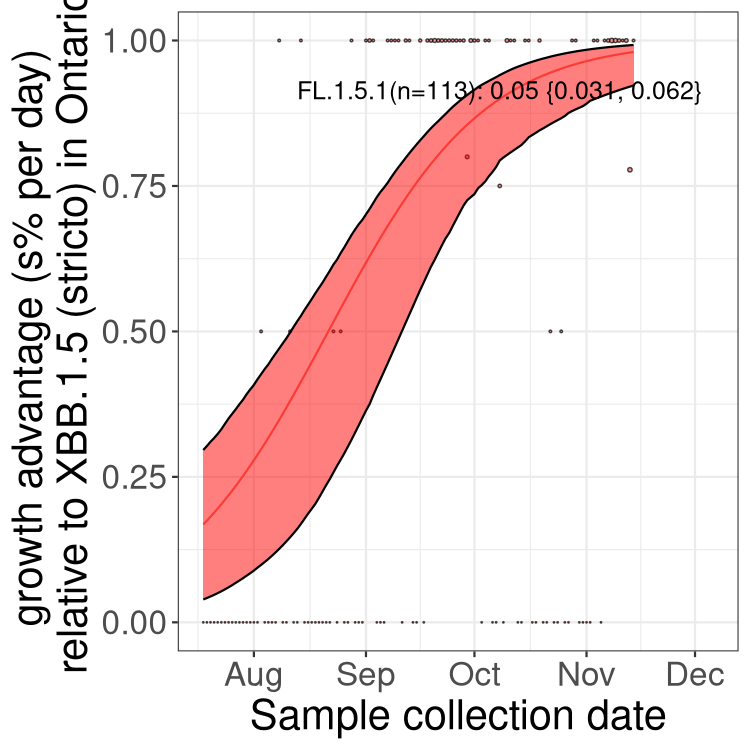 growth advantage (s% per day)
relative to XBB.1.5 (stricto) in Ontario
1.00
0.75
0.50
0.25
0.00
FL.1.5.1(n=113): 0.05 {0.031, 0.062}
Aug Sep Oct Nov Dec
Sample collection date